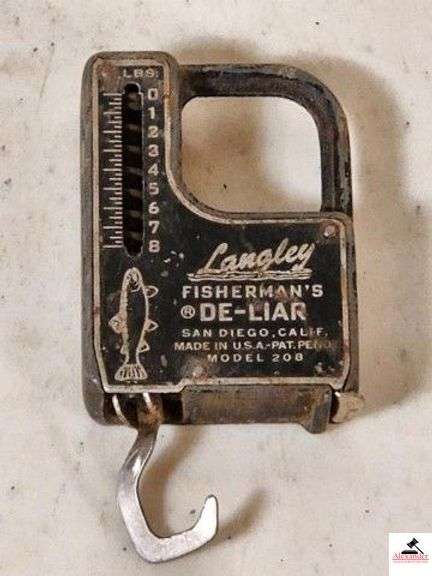 LBS.
0
1
2
3
4
5
6
7
8
Langley
FISHERMAN'S
® DE-LIAR
SAN DIEGO, CALIF.
MADE IN U.S.A.-PAT. PEND.
MODEL 208
Alexander